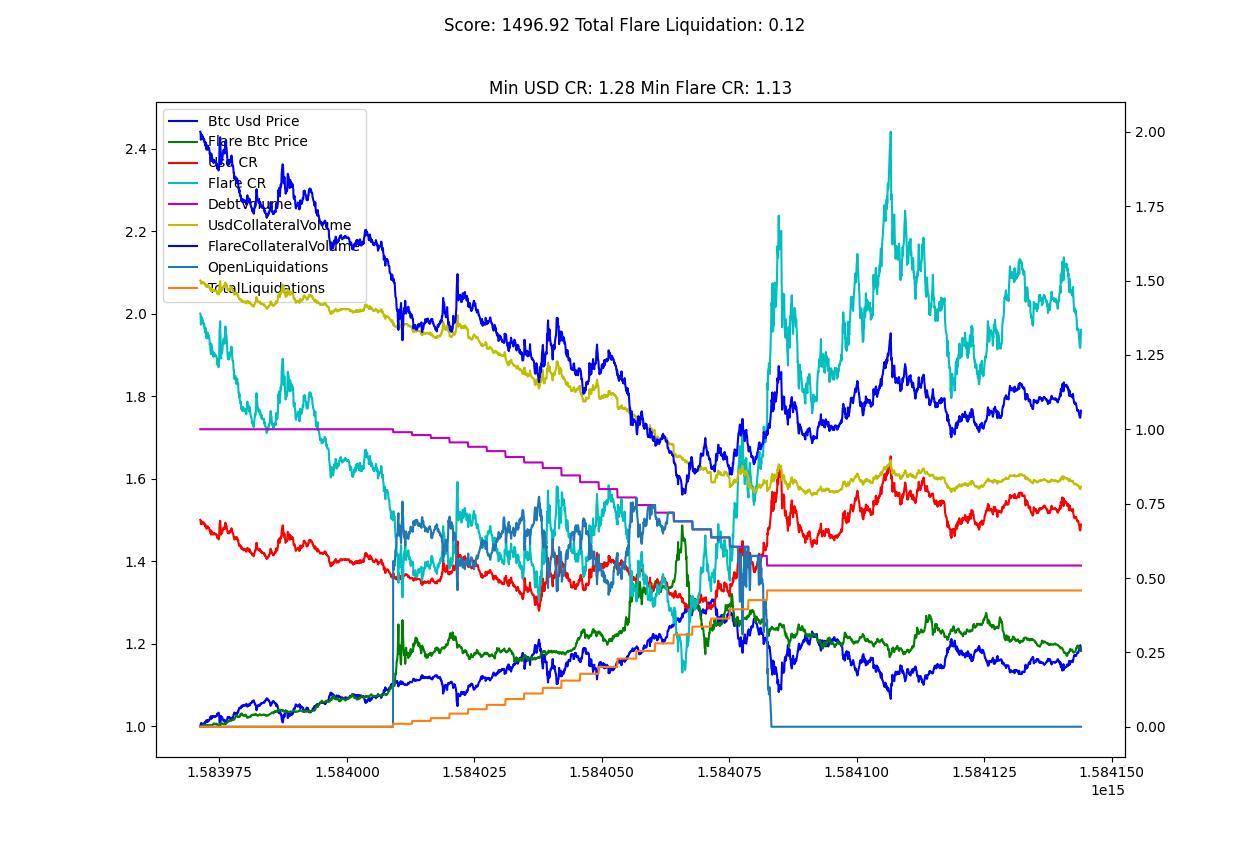 Score: 1496.92 Total Flare Liquidation: 0.12
Min USD CR: 1.28 Min Flare CR: 1.13
Btc Usd Price
Flare Btc Price
Usd CR
Flare CR
DebtVolume
UsdCollateralVolume
FlareCollateralVolume
OpenLiquidations
TotalLiquidations
2.4
2.2
2.0
1.8
1.6
1.4
1.2
1.0
2.00
1.75
1.50
1.25
1.00
0.75
0.50
0.25
0.00
1.583975 1.584000 1.584025 1.584050 1.584075 1.584100 1.584125 1.584150
1e15